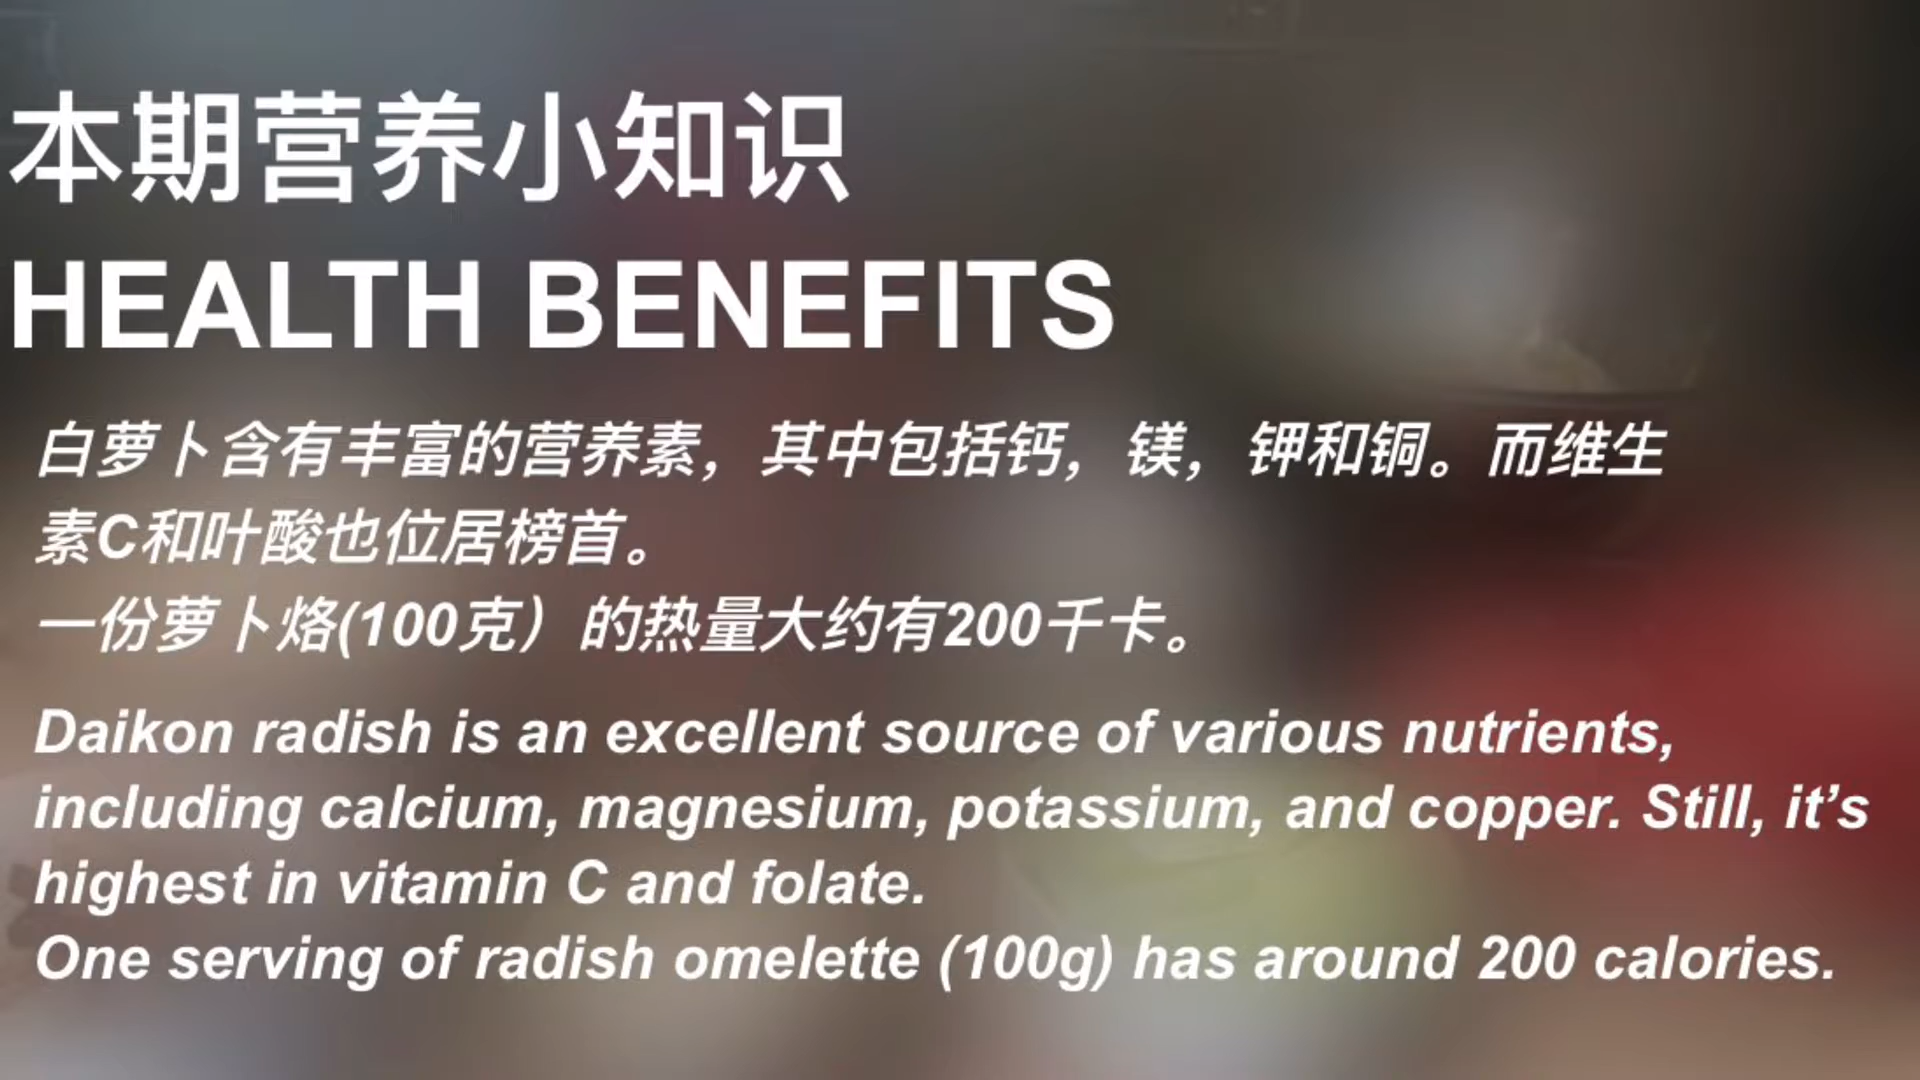 本期营养小知识
HEALTH BENEFITS
白萝卜含有丰富的营养素，其中包括钙，镁，钾和铜。而维生
素C和叶酸也位居榜首。
一份萝卜烙(100克）的热量大约有200千卡。
Daikon radish is an excellent source of various nutrients,
including calcium, magnesium, potassium, and copper. Still, it’s
highest in vitamin C and folate.
One serving of radish omelette (100g) has around 200 calories.